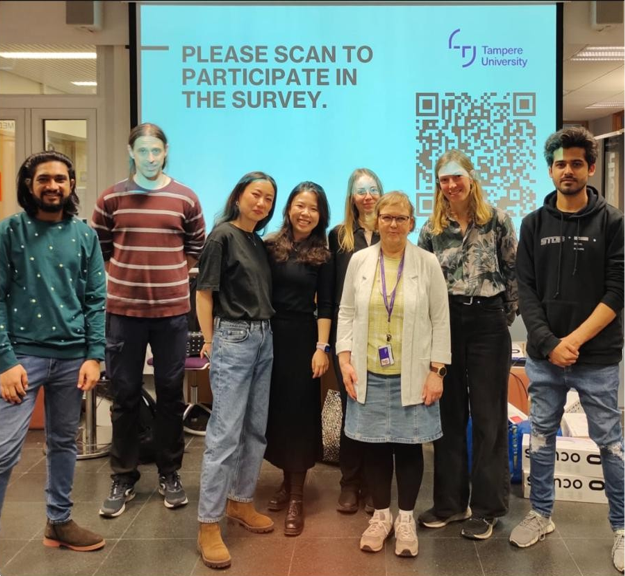 PLEASE SCAN TO
PARTICIPATE IN
THE SURVEY.
Tampere
University